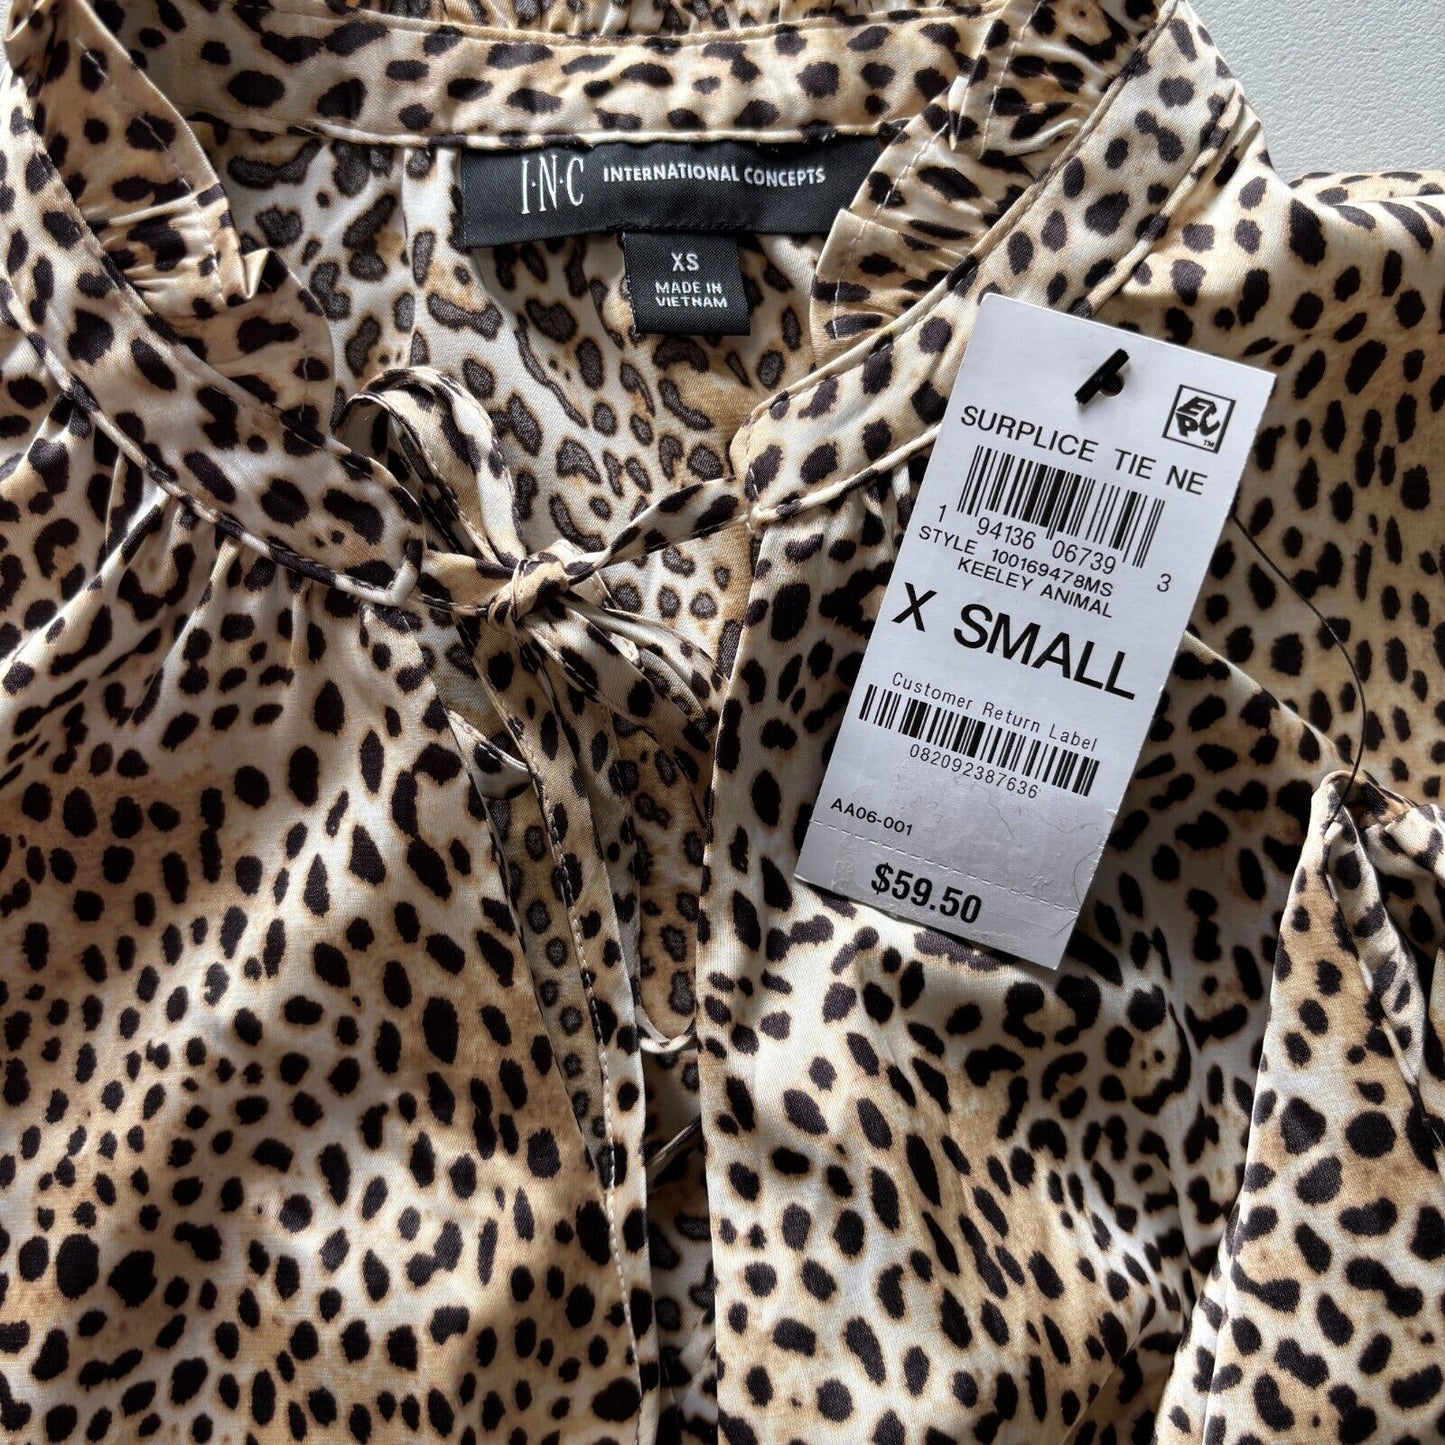 I·N·C INTERNATIONAL CONCEPTS
XS
MADE IN
VIETNAM
EPC™
SURPLICE TIE NE
1 94136 06739 3
STYLE 100169478MS
KEELEY ANIMAL
X SMALL
Customer Return Label
082092387636
AA06-001
$59.50